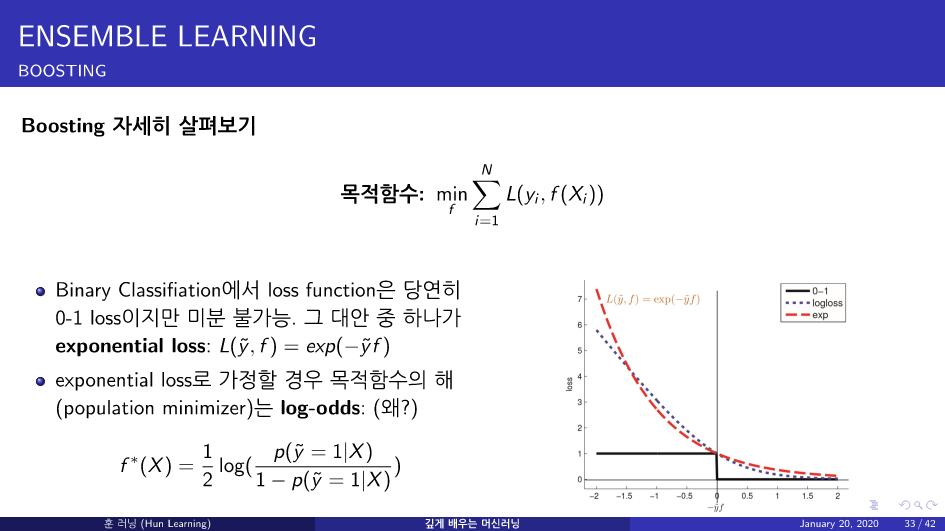 ENSEMBLE LEARNING
BOOSTING
Boosting 자세히 살펴보기
목적함수: min_f \sum_{i=1}^{N} L(y_i, f(X_i))
Binary Classifiation에서 loss function은 당연히
0-1 loss이지만 미분 불가능. 그 대안 중 하나가
exponential loss: L(ỹ, f) = exp(−ỹf)
exponential loss로 가정할 경우 목적함수의 해
(population minimizer)는 log-odds: (왜?)
f*(X) = \frac{1}{2} log(\frac{p(ỹ = 1|X)}{1 − p(ỹ = 1|X)})
L(ỹ, f) = exp(−ỹf)
0−1
logloss
exp
loss
7
6
5
4
3
2
1
0
−2 −1.5 −1 −0.5 0 0.5 1 1.5 2
−ỹf
훈 러닝 (Hun Learning) 깊게 배우는 머신러닝 January 20, 2020 33 / 42